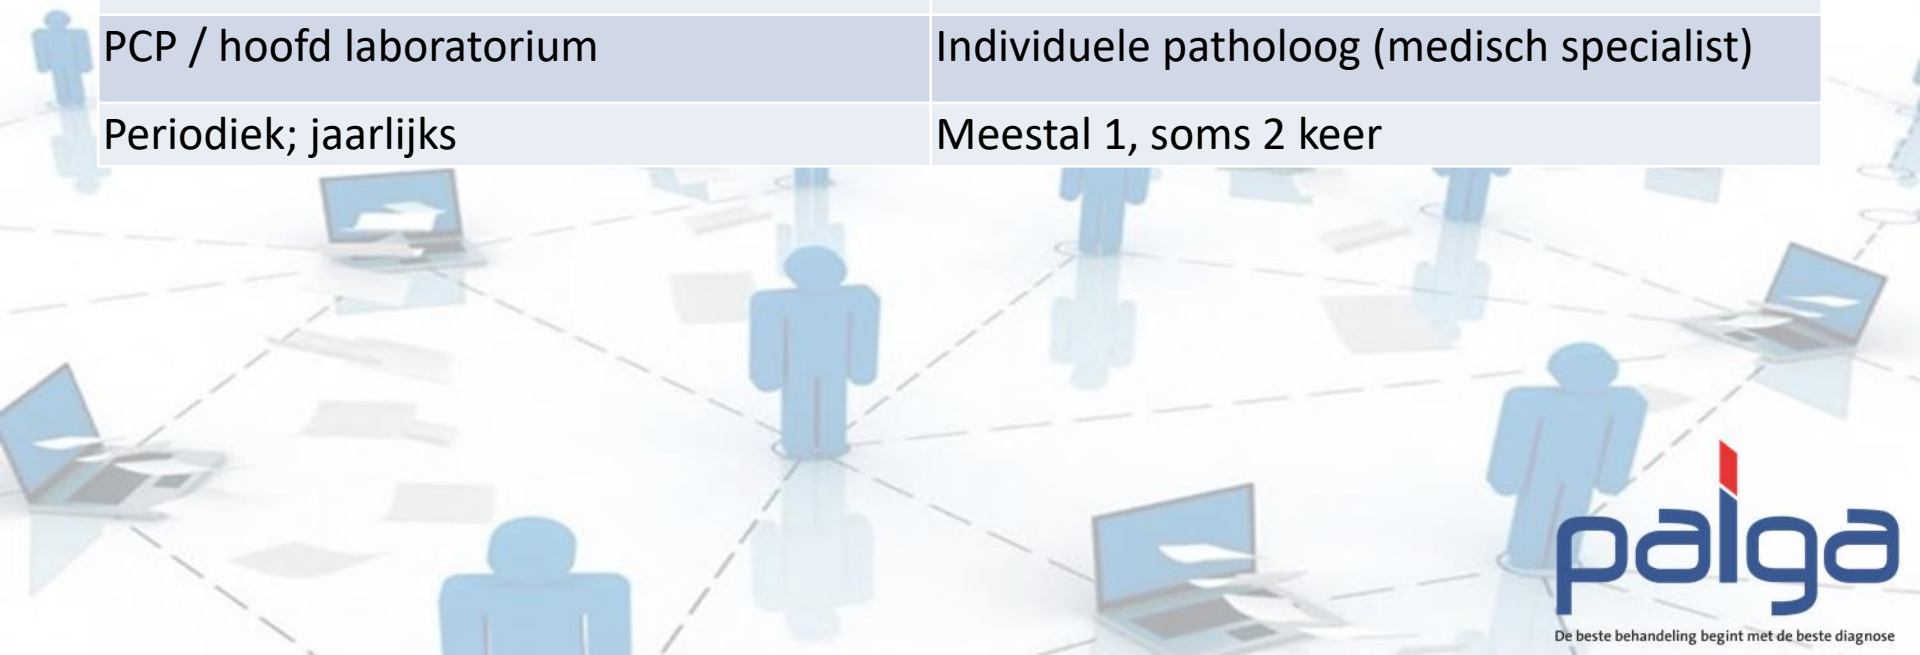 PCP / hoofd laboratorium
Individuele patholoog (medisch specialist)
Periodiek; jaarlijks
Meestal 1, soms 2 keer
palga
De beste behandeling begint met de beste diagnose